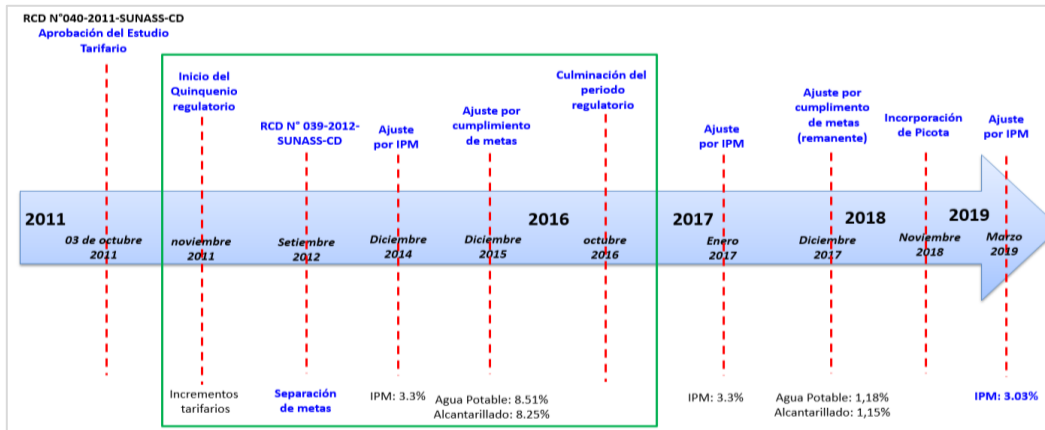 RCD N°040-2011-SUNASS-CD
Aprobación del Estudio
Tarifario
Inicio del
Quinquenio
regulatorio
RCD N° 039-2012-
SUNASS-CD
Ajuste
por IPM
Ajuste por
cumplimiento
de metas
Culminación del
periodo
regulatorio
Ajuste
por IPM
Ajuste por
cumplimento
de metas
(remanente)
Incorporación
de Picota
Ajuste
por IPM
2011
2016
2017
2018
2019
03 de octubre
2011
noviembre
2011
Setiembre
2012
Diciembre
2014
Diciembre
2015
octubre
2016
Enero
2017
Diciembre
2017
Noviembre
2018
Marzo
2019
Incrementos
tarifarios
Separación
de metas
IPM: 3.3%
Agua Potable: 8.51%
Alcantarillado: 8.25%
IPM: 3.3%
Agua Potable: 1,18%
Alcantarillado: 1,15%
IPM: 3.03%